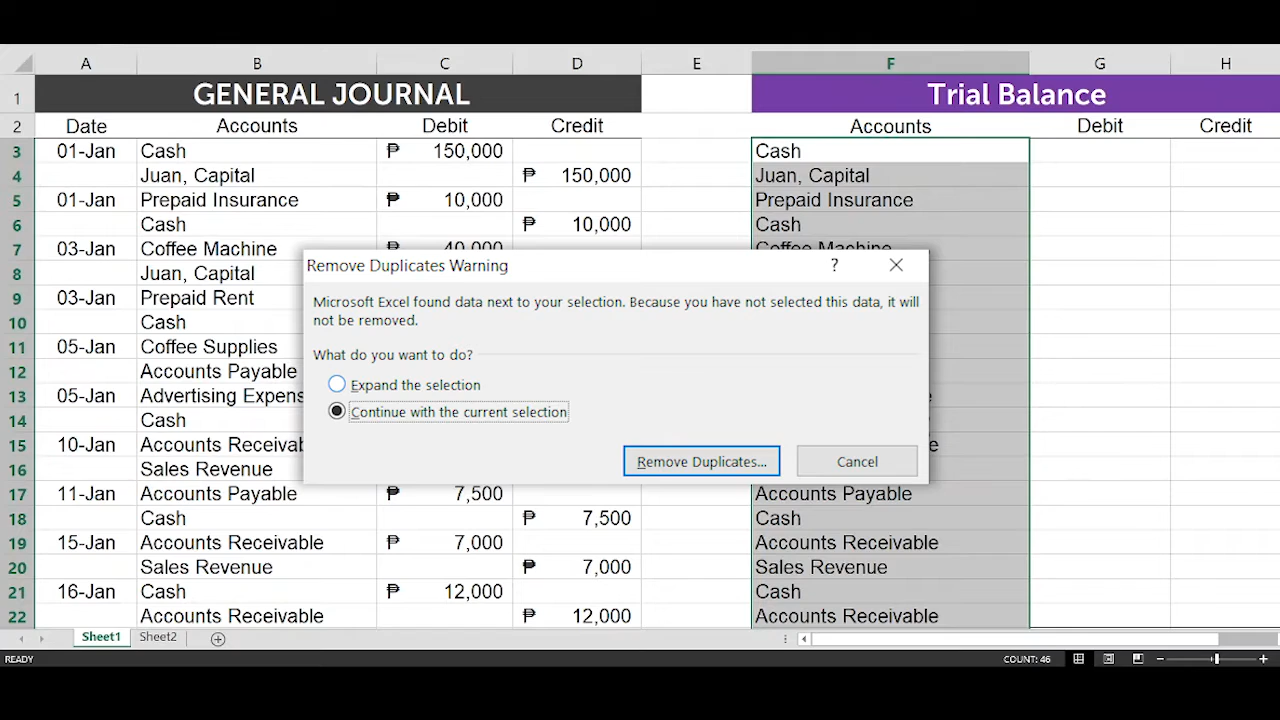 A B C D E F G H
1 GENERAL JOURNAL Trial Balance
2 Date Accounts Debit Credit Accounts Debit Credit
3 01-Jan Cash ₱ 150,000 Cash
4 Juan, Capital ₱ 150,000 Juan, Capital
5 01-Jan Prepaid Insurance ₱ 10,000 Prepaid Insurance
6 Cash ₱ 10,000 Cash
7 03-Jan Coffee Machine ₱ 40,000 Coffee Machine
8 Juan, Capital
9 03-Jan Prepaid Rent
10 Cash
11 05-Jan Coffee Supplies
12 Accounts Payable
13 05-Jan Advertising Expens
14 Cash
15 10-Jan Accounts Receivab
16 Sales Revenue
Remove Duplicates Warning ?
Microsoft Excel found data next to your selection. Because you have not selected this data, it will
not be removed.
What do you want to do?
Expand the selection
Continue with the current selection
Remove Duplicates... Cancel
17 11-Jan Accounts Payable ₱ 7,500 Accounts Payable
18 Cash ₱ 7,500 Cash
19 15-Jan Accounts Receivable ₱ 7,000 Accounts Receivable
20 Sales Revenue ₱ 7,000 Sales Revenue
21 16-Jan Cash ₱ 12,000 Cash
22 Accounts Receivable ₱ 12,000 Accounts Receivable
Sheet1 Sheet2
READY COUNT: 46